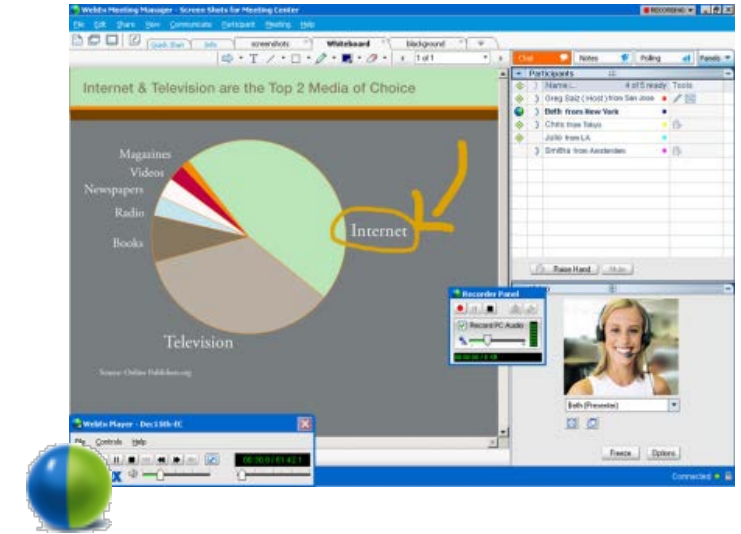 WebEx Meeting Manager - Screen Shots for Meeting Center
RECORDING
File Edit Share View Communicate Participant Meeting Help
Quick Start Info screenshots Whiteboard background
1 of 1
Chat Notes Polling Panels
Participants
Name 4 of 5 ready Tools
Greg Saiz (Host) from San Jose
Beth from New York
Chris from Tokyo
Julio from LA
Smitha from Amsterdam
Raise Hand Mute
Internet & Television are the Top 2 Media of Choice
Magazines
Videos
Newspapers
Radio
Books
Internet
Television
Source: Online Publishers.org
Recorder Panel
Record PC Audio
Beth (Presenter)
Freeze Options
WebEx Player - Dec15th-EC
File Controls Help
Connected